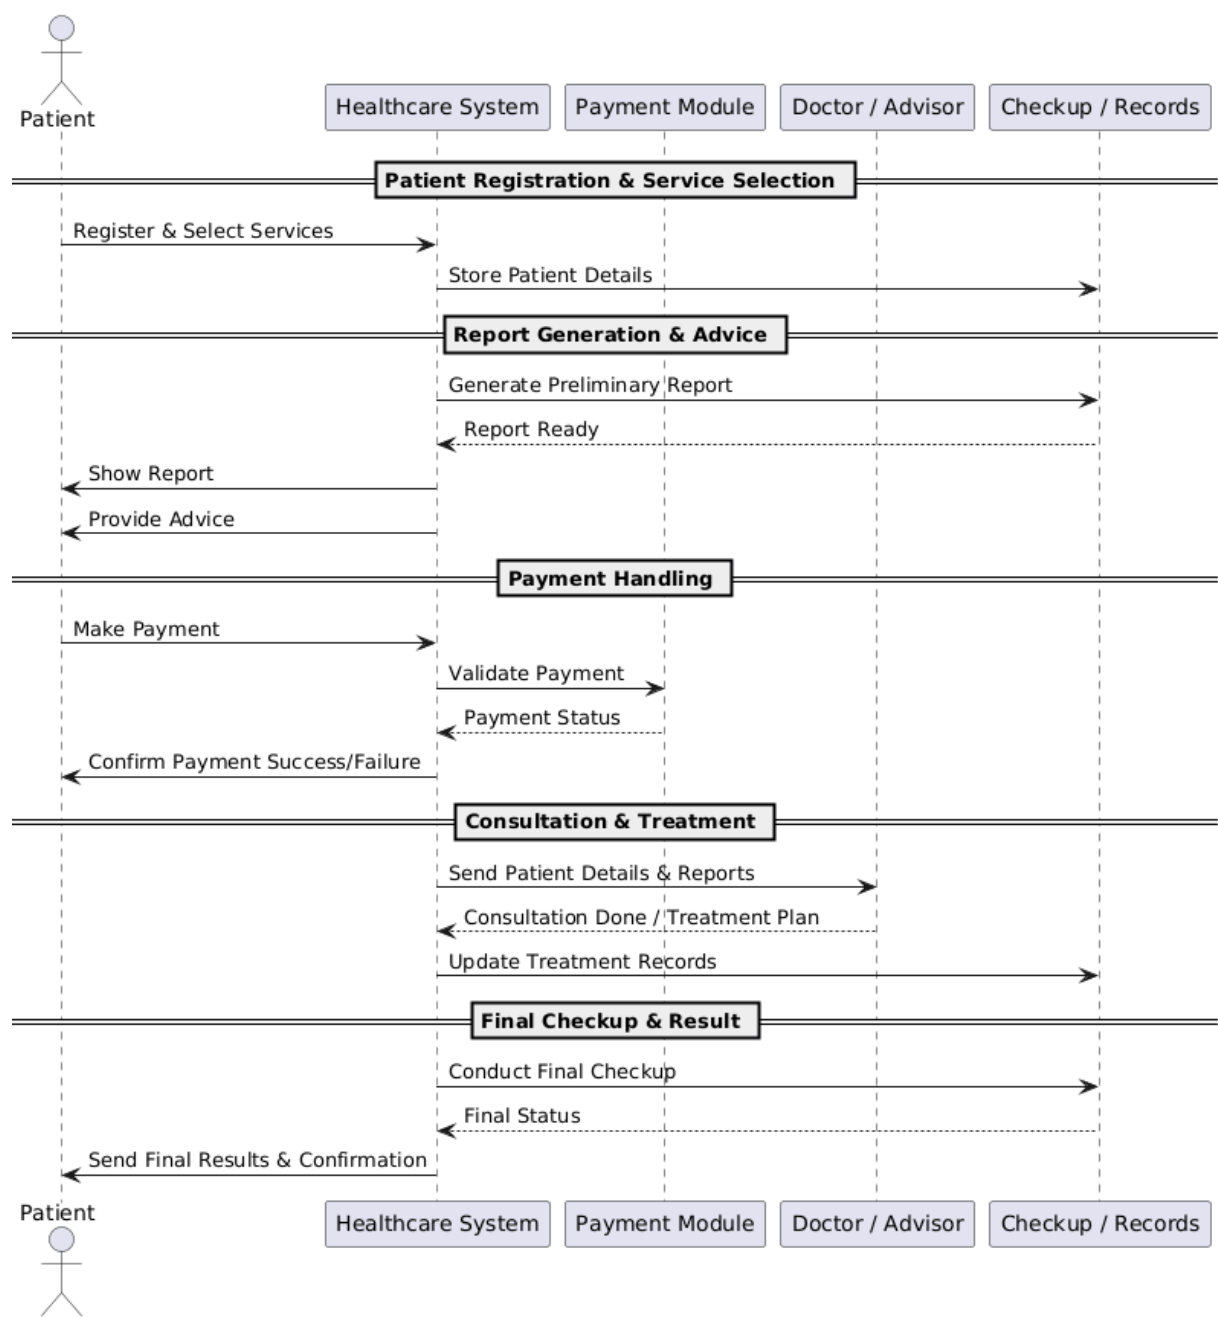 Patient
Healthcare System
Payment Module
Doctor / Advisor
Checkup / Records
Patient Registration & Service Selection
Register & Select Services
Store Patient Details
Report Generation & Advice
Generate Preliminary Report
Report Ready
Show Report
Provide Advice
Payment Handling
Make Payment
Validate Payment
Payment Status
Confirm Payment Success/Failure
Consultation & Treatment
Send Patient Details & Reports
Consultation Done / Treatment Plan
Update Treatment Records
Final Checkup & Result
Conduct Final Checkup
Final Status
Send Final Results & Confirmation
Patient
Healthcare System
Payment Module
Doctor / Advisor
Checkup / Records